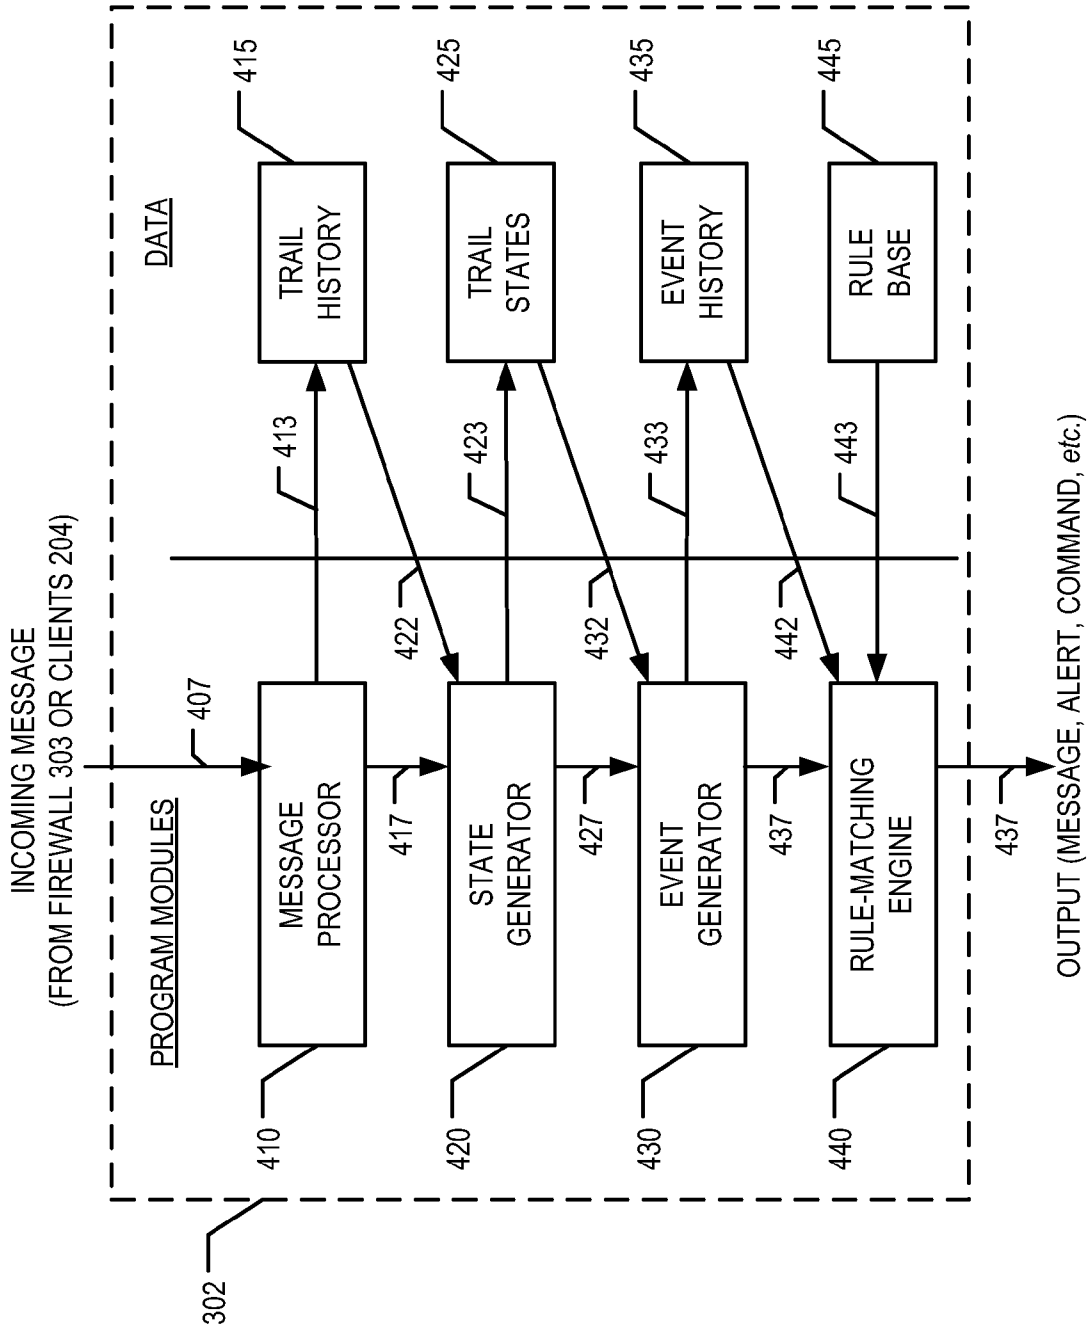 INCOMING MESSAGE
(FROM FIREWALL 303 OR CLIENTS 204)
407
302
PROGRAM MODULES
DATA
410
MESSAGE
PROCESSOR
413
TRAIL
HISTORY
415
417
422
420
STATE
GENERATOR
423
TRAIL
STATES
425
427
432
430
EVENT
GENERATOR
433
EVENT
HISTORY
435
437
442
440
RULE-MATCHING
ENGINE
443
RULE
BASE
445
437
OUTPUT (MESSAGE, ALERT, COMMAND, etc.)